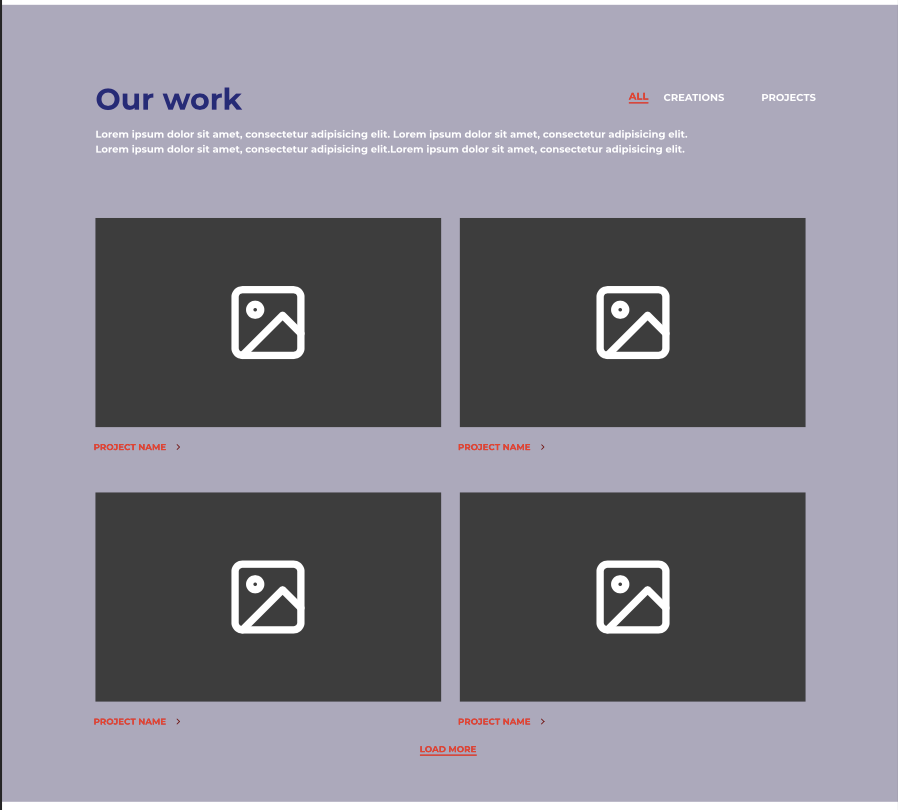 Our work
ALL
CREATIONS
PROJECTS
Lorem ipsum dolor sit amet, consectetur adipisicing elit. Lorem ipsum dolor sit amet, consectetur adipisicing elit.
Lorem ipsum dolor sit amet, consectetur adipisicing elit.Lorem ipsum dolor sit amet, consectetur adipisicing elit.
PROJECT NAME
PROJECT NAME
PROJECT NAME
PROJECT NAME
LOAD MORE